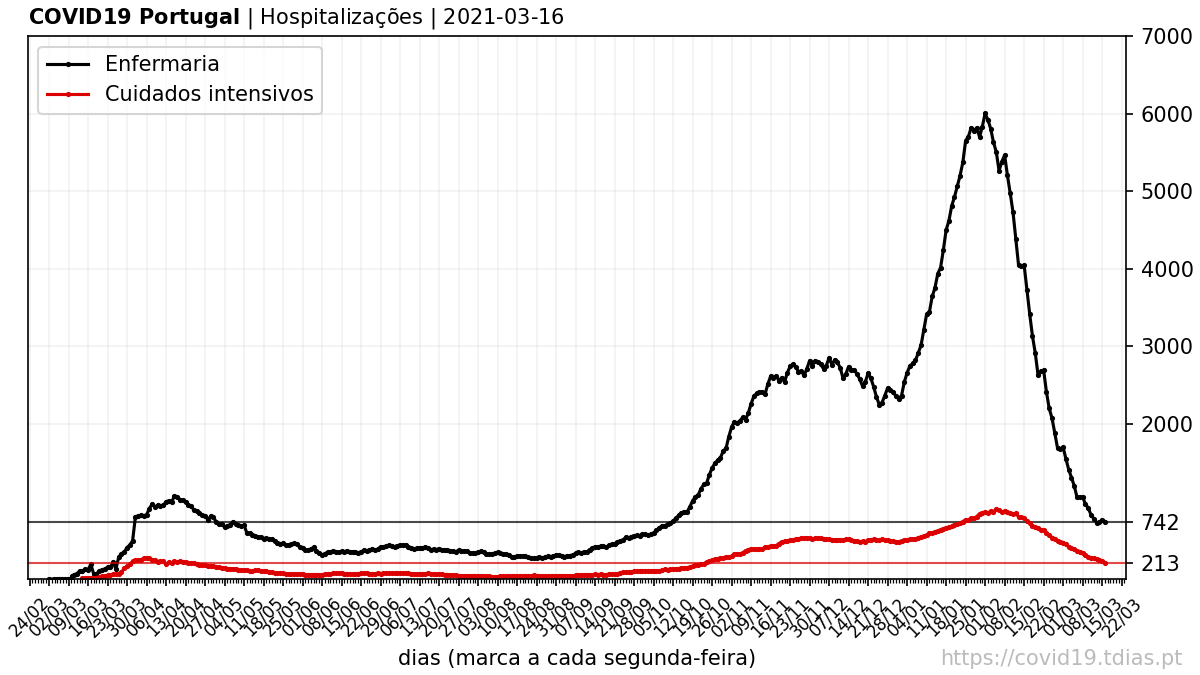 COVID19 Portugal | Hospitalizações | 2021-03-16
Enfermaria
Cuidados intensivos
7000
6000
5000
4000
3000
2000
742
213
24/02 02/03 09/03 16/03 23/03 30/03 06/04 13/04 20/04 27/04 04/05 11/05 18/05 25/05 01/06 08/06 15/06 22/06 29/06 06/07 13/07 20/07 27/07 03/08 10/08 17/08 24/08 31/08 07/09 14/09 21/09 28/09 05/10 12/10 19/10 26/10 02/11 09/11 16/11 23/11 30/11 07/12 14/12 21/12 28/12 04/01 11/01 18/01 25/01 01/02 08/02 15/02 22/02 01/03 08/03 15/03 22/03
dias (marca a cada segunda-feira)
https://covid19.tdias.pt